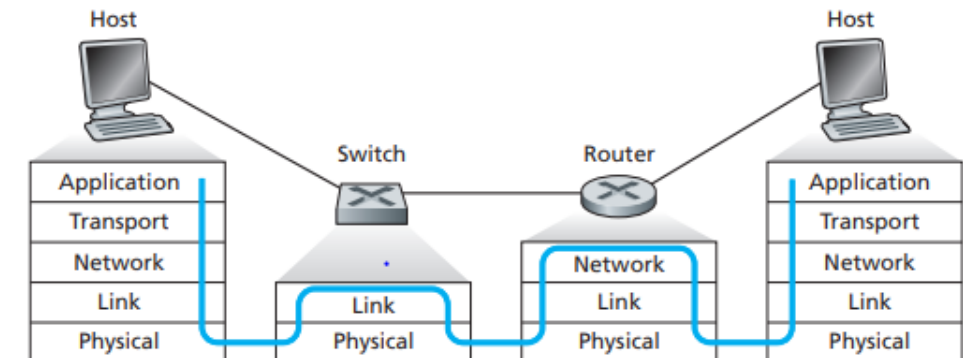 Host
Host
Switch
Router
Application
Transport
Network
Link
Physical
Link
Physical
Network
Link
Physical
Application
Transport
Network
Link
Physical